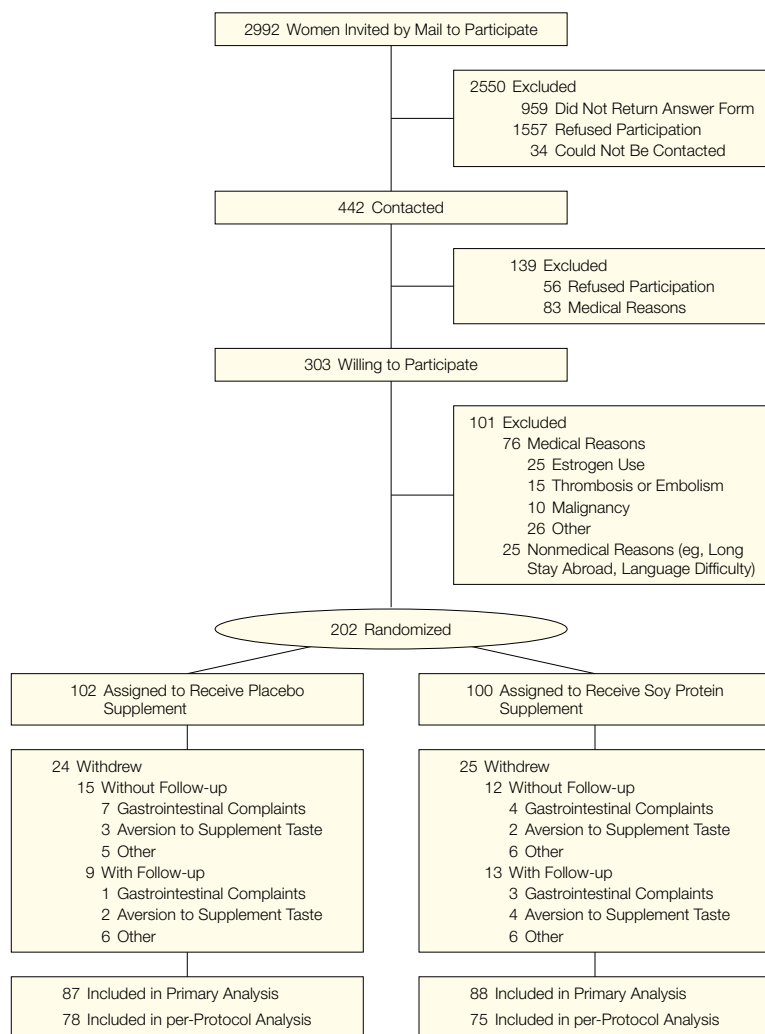 2992 Women Invited by Mail to Participate
2550 Excluded
959 Did Not Return Answer Form
1557 Refused Participation
34 Could Not Be Contacted
442 Contacted
139 Excluded
56 Refused Participation
83 Medical Reasons
303 Willing to Participate
101 Excluded
76 Medical Reasons
25 Estrogen Use
15 Thrombosis or Embolism
10 Malignancy
26 Other
25 Nonmedical Reasons (eg, Long
Stay Abroad, Language Difficulty)
202 Randomized
102 Assigned to Receive Placebo
Supplement
24 Withdrew
15 Without Follow-up
7 Gastrointestinal Complaints
3 Aversion to Supplement Taste
5 Other
9 With Follow-up
1 Gastrointestinal Complaints
2 Aversion to Supplement Taste
6 Other
87 Included in Primary Analysis
78 Included in per-Protocol Analysis
100 Assigned to Receive Soy Protein
Supplement
25 Withdrew
12 Without Follow-up
4 Gastrointestinal Complaints
2 Aversion to Supplement Taste
6 Other
13 With Follow-up
3 Gastrointestinal Complaints
4 Aversion to Supplement Taste
6 Other
88 Included in Primary Analysis
75 Included in per-Protocol Analysis